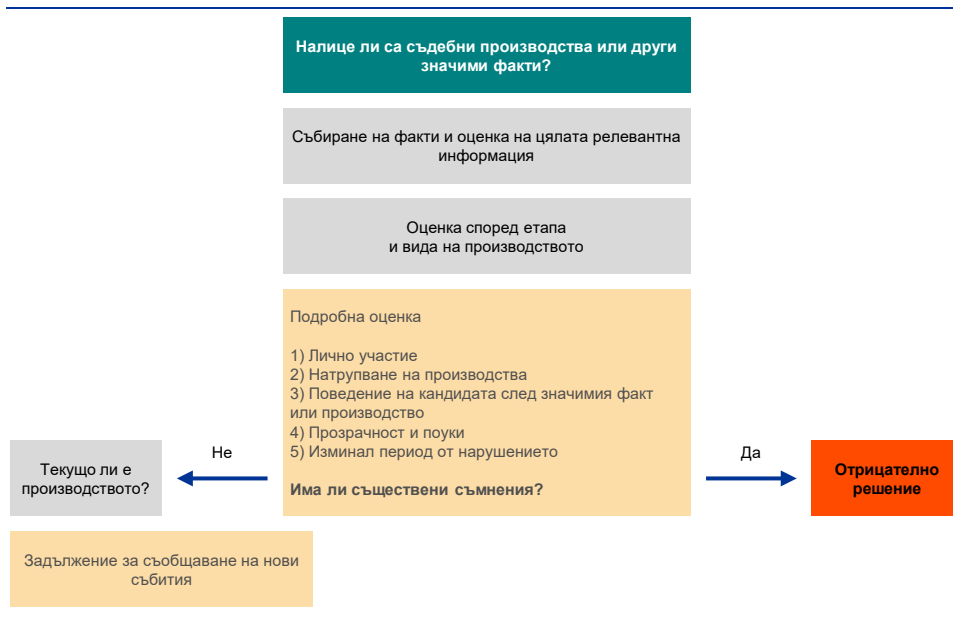 Налице ли са съдебни производства или други
значими факти?
Събиране на факти и оценка на цялата релевантна
информация
Оценка според етапа
и вида на производството
Подробна оценка
1) Лично участие
2) Натрупване на производства
3) Поведение на кандидата след значимия факт
или производство
4) Прозрачност и поуки
5) Изминал период от нарушението
Има ли съществени съмнения?
Не
Да
Текущо ли е
производството?
Отрицателно
решение
Задължение за съобщаване на нови
събития